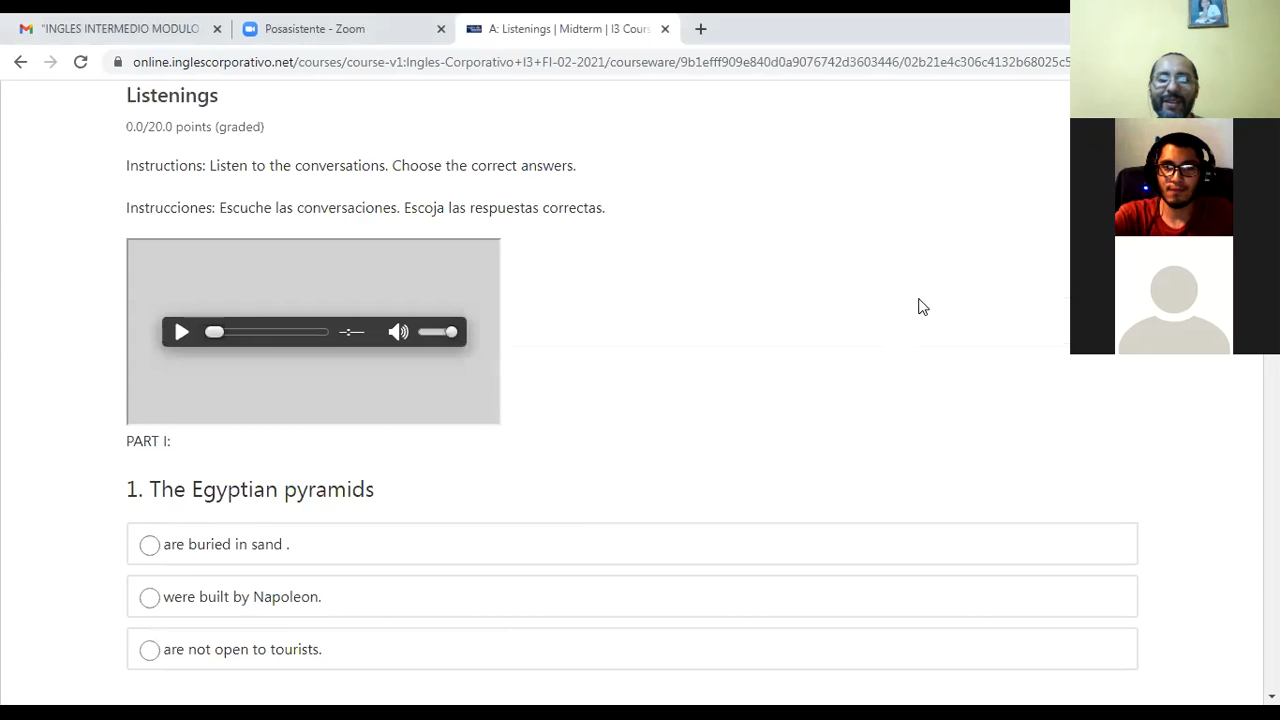 "INGLES INTERMEDIO MODULO
Posasistente - Zoom
A: Listenings | Midterm | I3 Cours
online.inglescorporativo.net/courses/course-v1:Ingles-Corporativo+I3+FI-02-2021/courseware/9b1efff909e840d0a9076742d3603446/02b21e4c306c4132b68025c5
Listenings
0.0/20.0 points (graded)
Instructions: Listen to the conversations. Choose the correct answers.
Instrucciones: Escuche las conversaciones. Escoja las respuestas correctas.
--:--
PART I:
1. The Egyptian pyramids
are buried in sand .
were built by Napoleon.
are not open to tourists.